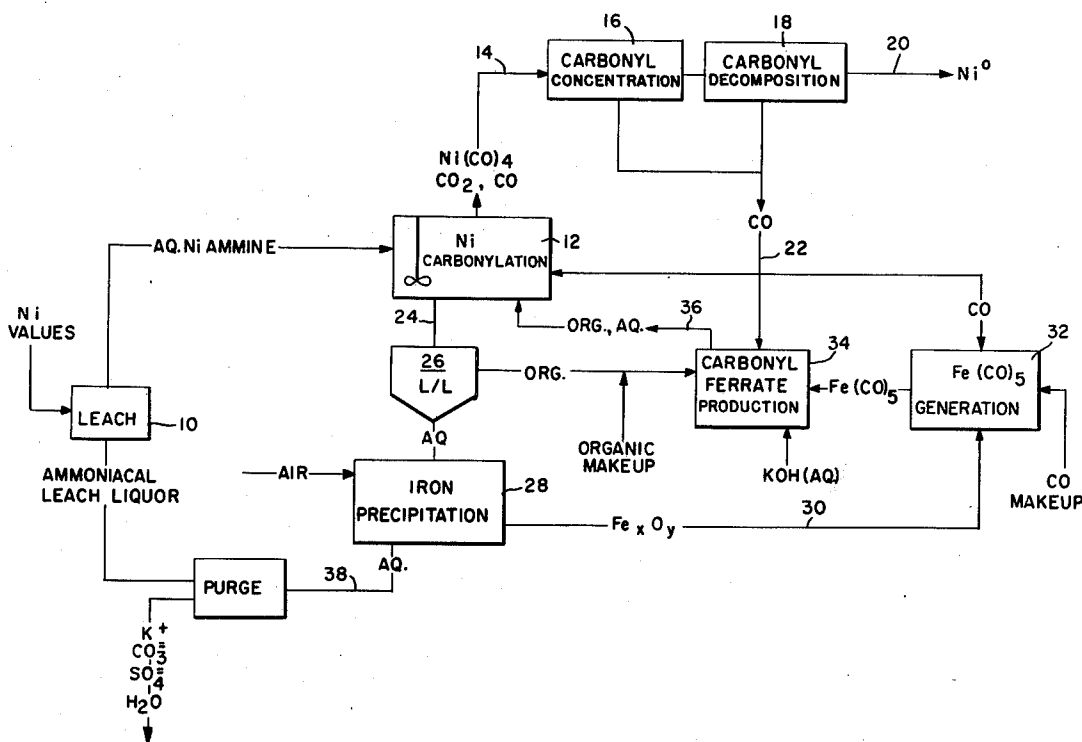 16
CARBONYL
CONCENTRATION
18
CARBONYL
DECOMPOSITION
14
20
Ni⁰
Ni(CO)4
CO2, CO
CO
22
AQ. Ni AMMINE
Ni
CARBONYLATION
12
CO
24
36
ORG., AQ.
34
32
Ni
VALUES
26
L/L
ORG.
CARBONYL
FERRATE
PRODUCTION
Fe(CO)5
Fe (CO)5
GENERATION
LEACH
10
AQ
ORGANIC
MAKEUP
KOH(AQ.)
CO
MAKEUP
AMMONIACAL
LEACH LIQUOR
AIR
IRON
PRECIPITATION
28
Fe x O y
30
AQ.
38
PURGE
K+
CO3=
SO4=
H2O